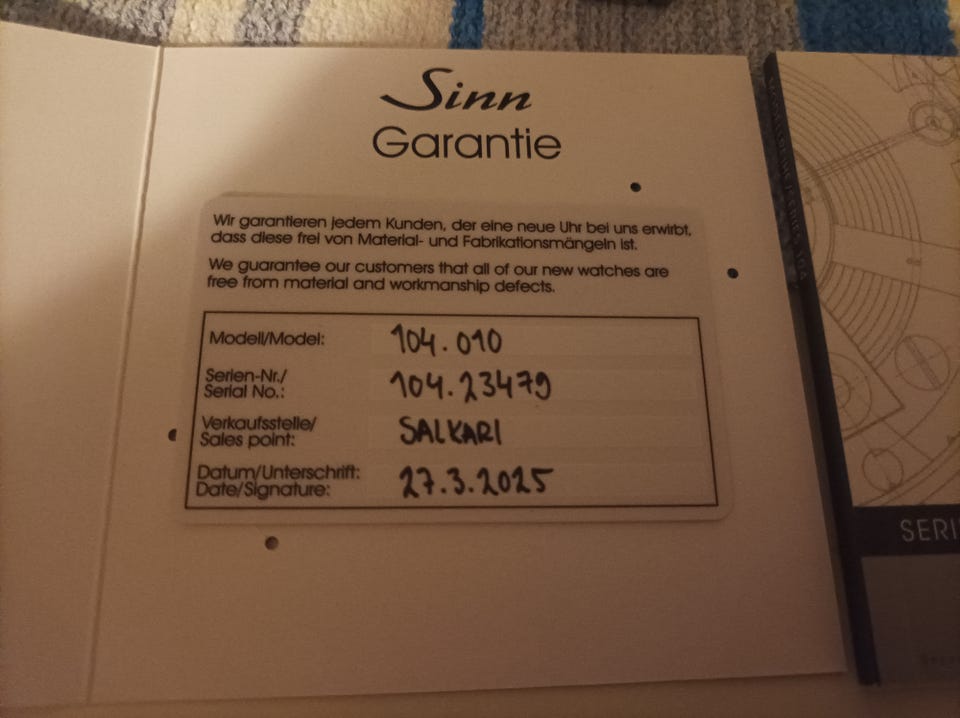 Sinn
Garantie
Wir garantieren jedem Kunden, der eine neue Uhr bei uns erwirbt,
dass diese frei von Material- und Fabrikationsmängeln ist.
We guarantee our customers that all of our new watches are
free from material and workmanship defects.
Modell/Model: 104.010
Serien-Nr./
Serial No.: 104.23479
Verkaufsstelle/
Sales point: SALKARI
Datum/Unterschrift:
Date/Signature: 27.3.2025
SERI